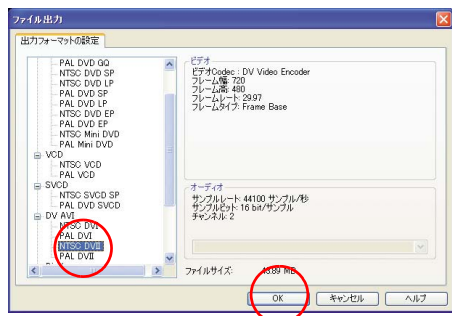 ファイル出力
出力フォーマットの設定
PAL DVD GQ
NTSC DVD SP
NTSC DVD LP
PAL DVD SP
PAL DVD LP
NTSC DVD EP
PAL DVD EP
NTSC Mini DVD
PAL Mini DVD
VCD
NTSC VCD
PAL VCD
SVCD
NTSC SVCD SP
PAL DVD SVCD
DV AVI
NTSC DVI
PAL DVI
NTSC DVII
PAL DVII
ビデオ
ビデオCodec : DV Video Encoder
フレーム幅: 720
フレーム高: 480
フレームレート: 29.97
フレームタイプ: Frame Base
オーディオ
サンプルレート: 44100 サンプル/秒
サンプルビット: 16 bit/サンプル
チャンネル: 2
ファイルサイズ: 43.89 MB
OK
キャンセル
ヘルプ